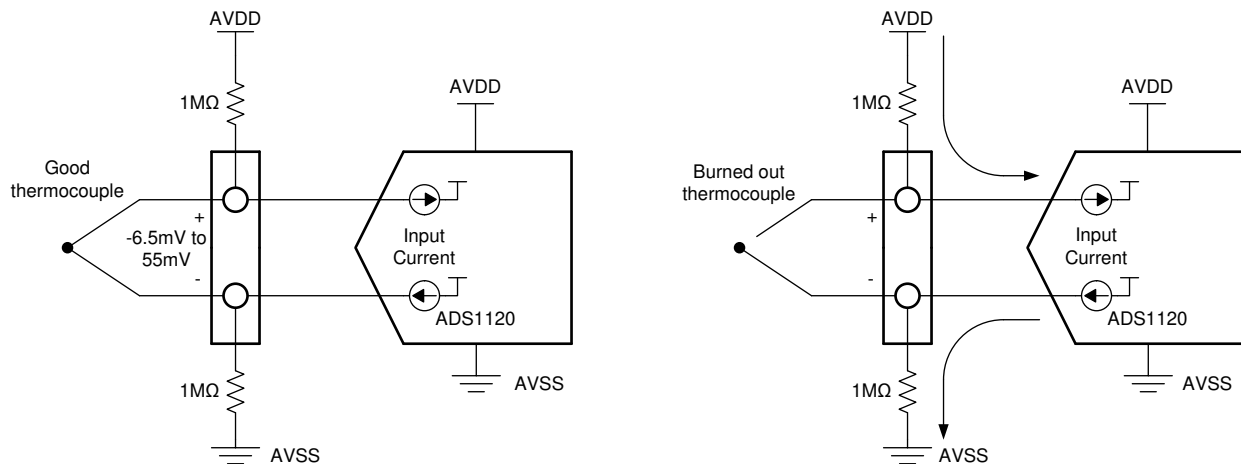 AVDD
1MΩ
AVDD
Good
thermocouple
+
-6.5mV to
55mV
-
Input
Current
ADS1120
1MΩ
AVSS
AVSS
AVDD
1MΩ
AVDD
Burned out
thermocouple
+
-
Input
Current
ADS1120
1MΩ
AVSS
AVSS